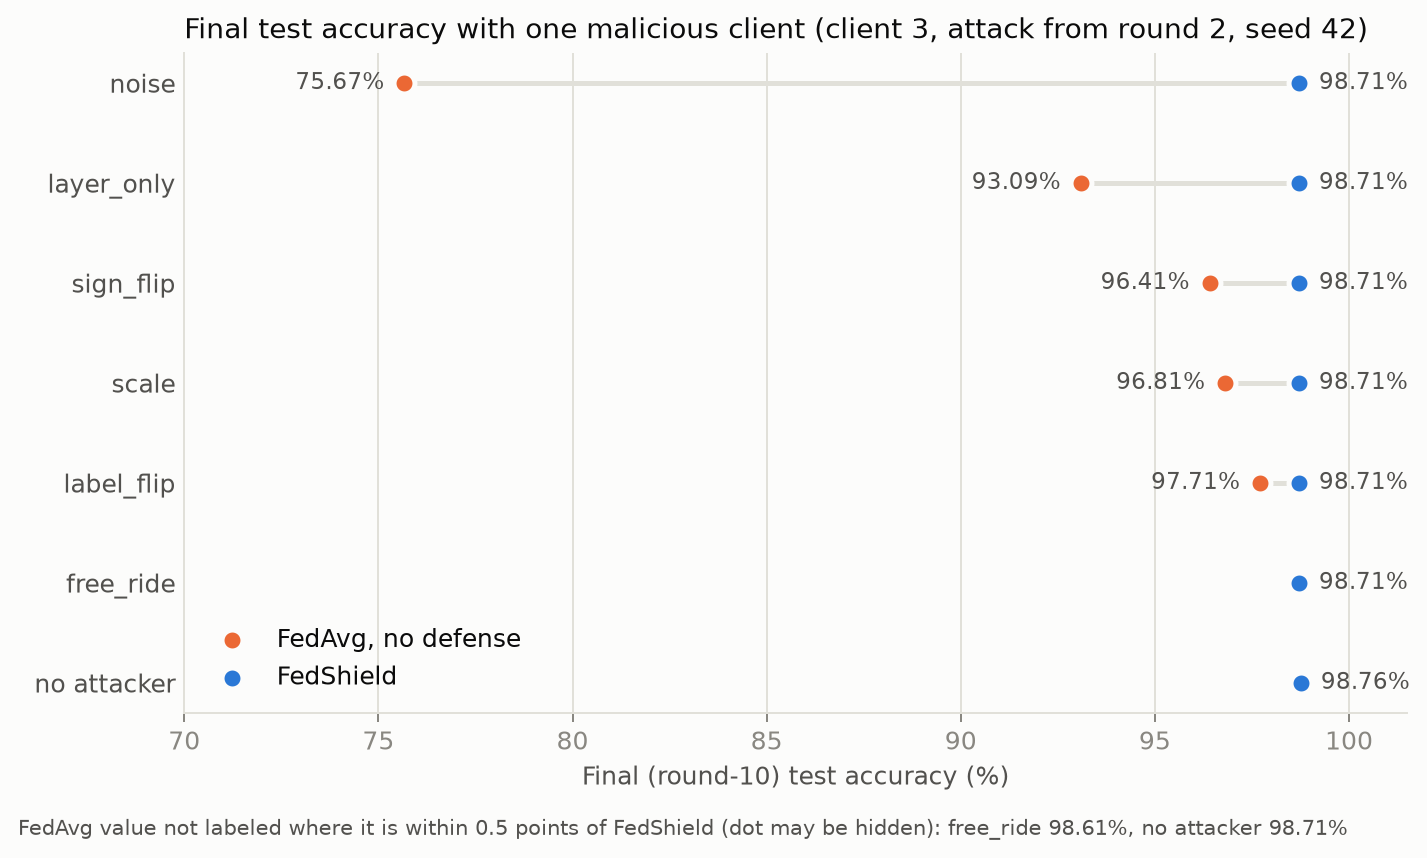 Final test accuracy with one malicious client (client 3, attack from round 2, seed 42)
noise 75.67% 98.71%
layer_only 93.09% 98.71%
sign_flip 96.41% 98.71%
scale 96.81% 98.71%
label_flip 97.71% 98.71%
free_ride 98.71%
FedAvg, no defense
FedShield
no attacker 98.76%
70 75 80 85 90 95 100
Final (round-10) test accuracy (%)
FedAvg value not labeled where it is within 0.5 points of FedShield (dot may be hidden): free_ride 98.61%, no attacker 98.71%